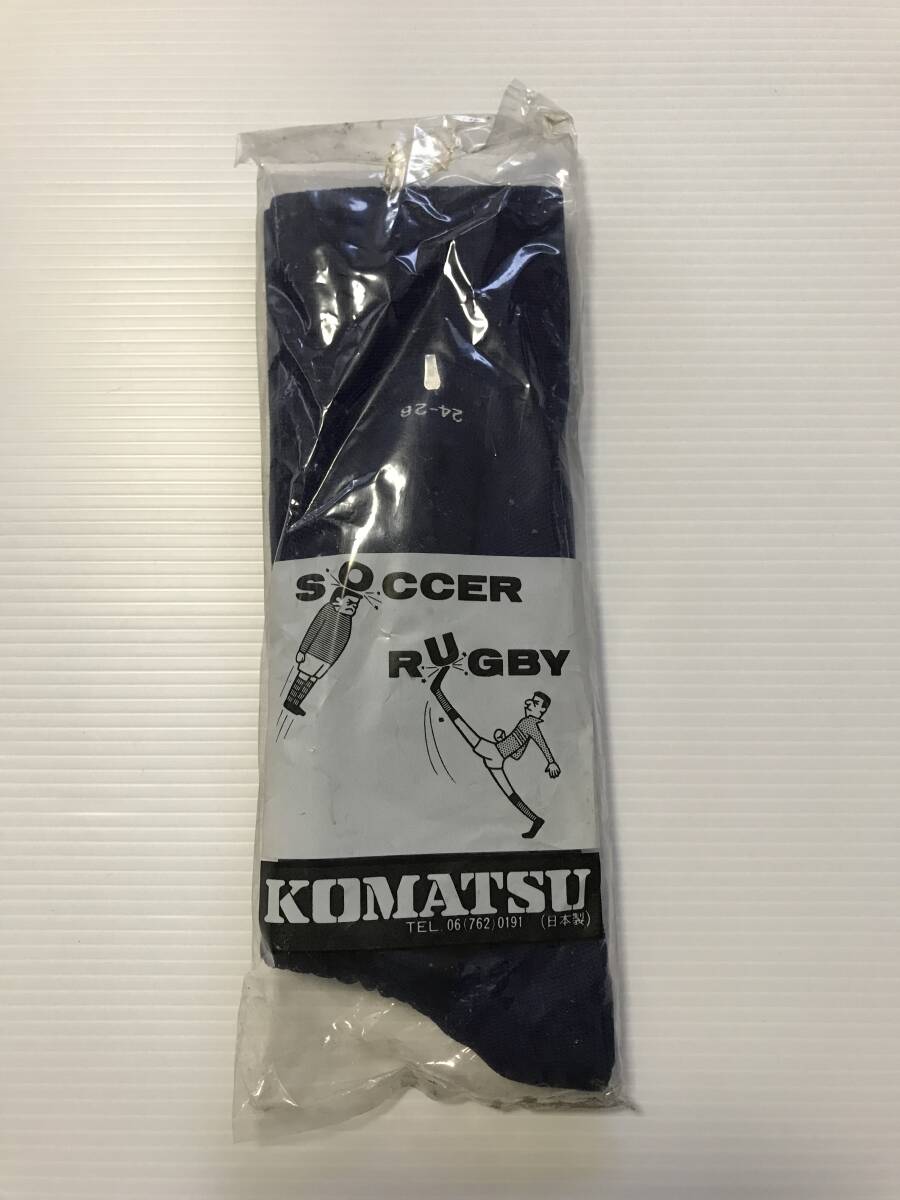 24-26
SOCCER
RUGBY
KOMATSU
TEL. 06(762)0191 (日本製)